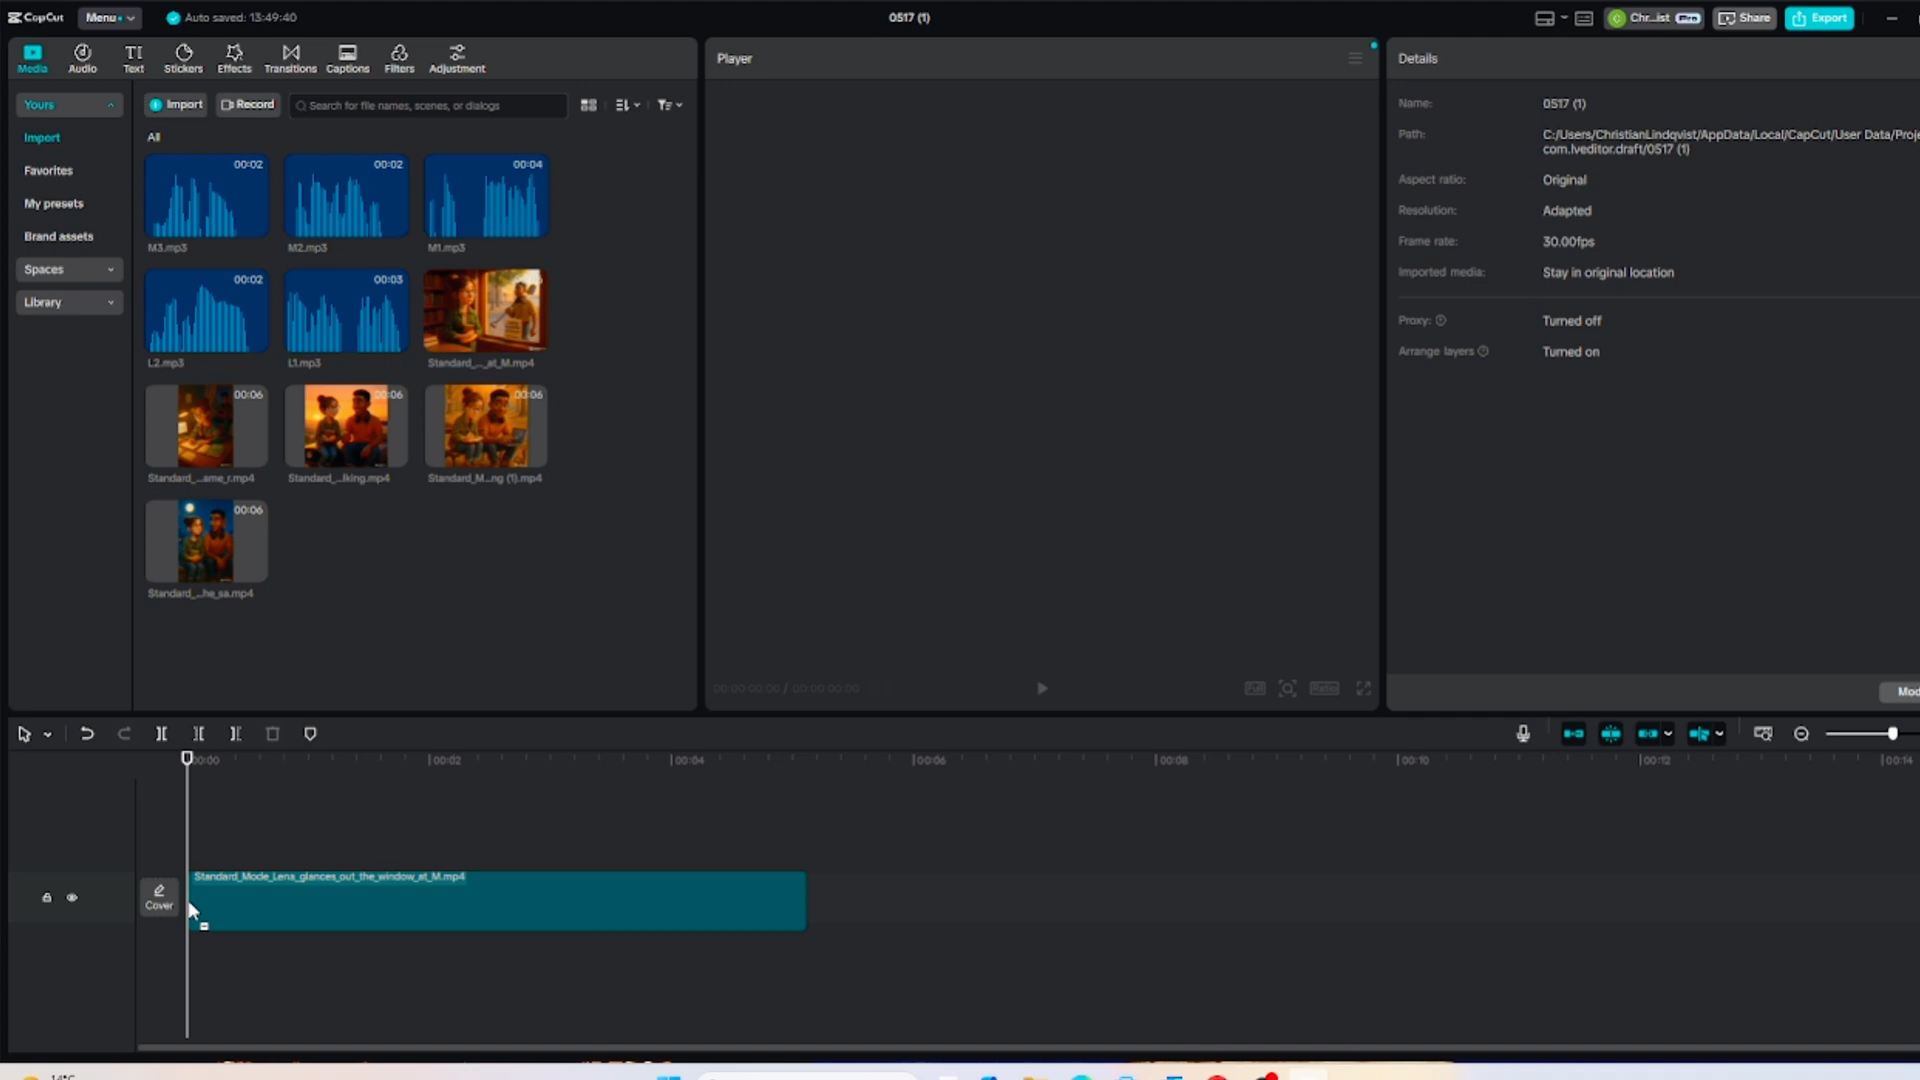 CapCut
Menu
Auto saved: 13:49:40
0517 (1)
Chr...ist
Pro
Share
Export
Media
Audio
Text
Stickers
Effects
Transitions
Captions
Filters
Adjustment
Player
Details
Yours
Import
Record
Search for file names, scenes, or dialogs
Import
Favorites
My presets
Brand assets
Spaces
Library
All
00:02
00:02
00:04
M3.mp3
M2.mp3
M1.mp3
00:02
00:03
L2.mp3
L1.mp3
Standard_..._at_M.mp4
00:06
00:06
00:06
Standard_...ame_r.mp4
Standard_...lking.mp4
Standard_M...ng (1).mp4
00:06
Standard_...he_sa.mp4
Name:
0517 (1)
Path:
C:/Users/ChristianLindqvist/AppData/Local/CapCut/User Data/Proje
com.lveditor.draft/0517 (1)
Aspect ratio:
Original
Resolution:
Adapted
Frame rate:
30.00fps
Imported media:
Stay in original location
Proxy:
Turned off
Arrange layers
Turned on
00:00:00:00 / 00:00:00:00
Full
Ratio
Mod
00:00
00:02
00:04
00:06
00:08
00:10
00:12
00:14
Standard_Mode_Lena_glances_out_the_window_at_M.mp4
Cover
14°C